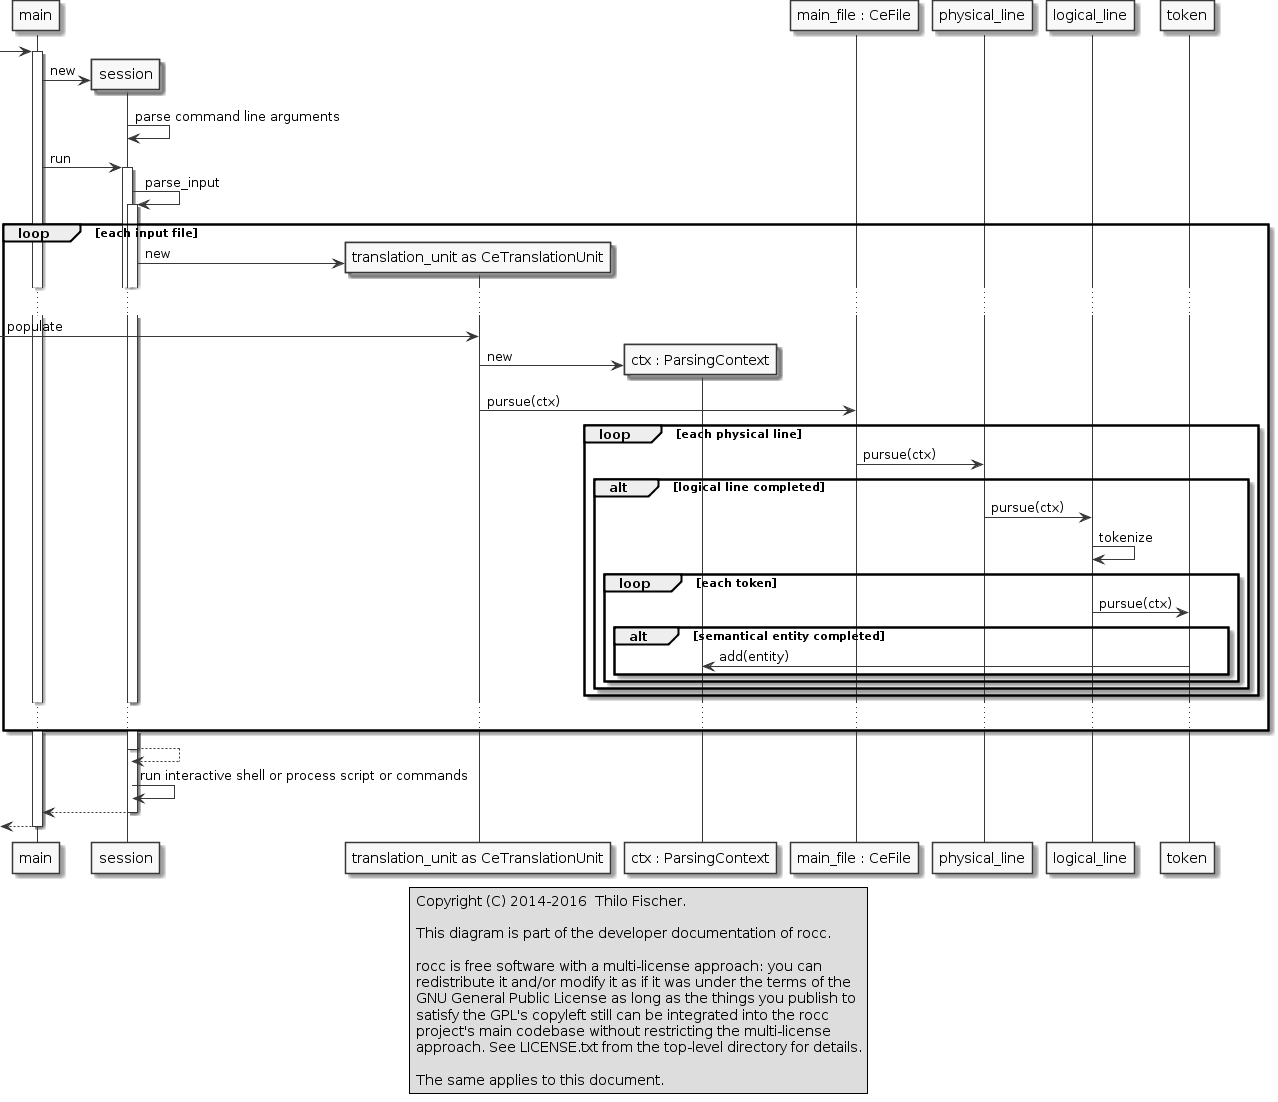 main
main_file : CeFile
physical_line
logical_line
token
new
session
parse command line arguments
run
parse_input
loop
[each input file]
new
translation_unit as CeTranslationUnit
populate
new
ctx : ParsingContext
pursue(ctx)
loop
[each physical line]
pursue(ctx)
alt
[logical line completed]
pursue(ctx)
tokenize
loop
[each token]
pursue(ctx)
alt
[semantical entity completed]
add(entity)
run interactive shell or process script or commands
main
session
translation_unit as CeTranslationUnit
ctx : ParsingContext
main_file : CeFile
physical_line
logical_line
token
Copyright (C) 2014-2016  Thilo Fischer.
This diagram is part of the developer documentation of rocc.
rocc is free software with a multi-license approach: you can
redistribute it and/or modify it as if it was under the terms of the
GNU General Public License as long as the things you publish to
satisfy the GPL's copyleft still can be integrated into the rocc
project's main codebase without restricting the multi-license
approach. See LICENSE.txt from the top-level directory for details.
The same applies to this document.